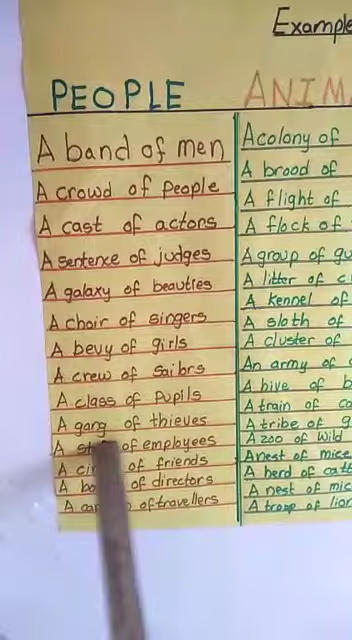 Example
PEOPLE ANIM
A band of men
A crowd of people
A cast of actors
A sentence of judges
A galaxy of beauties
A choir of singers
A bevy of girls
A crew of sailors
A class of Pupils
A gang of thieves
A of employees
A of friends
A of directors
A of travellers
A colony of
A brood of
A flight of
A flock of
A group of
A litter of
A kennel of
A sloth of
A cluster of
An army of
A hive of
A train of
A tribe of
A zoo of wild
A nest of mice
A herd of
A nest of
A troop of